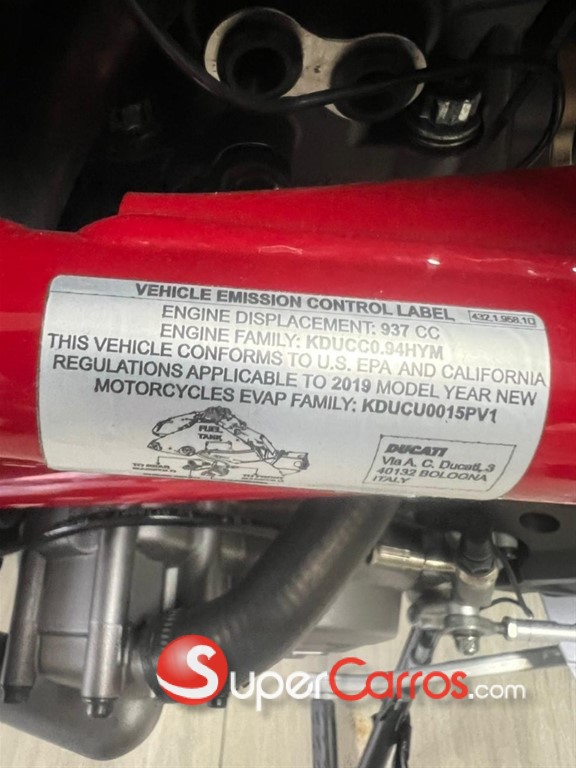 VEHICLE EMISSION CONTROL LABEL
432.1.958.1D
ENGINE DISPLACEMENT: 937 CC
ENGINE FAMILY: KDUCC0.94HYM
THIS VEHICLE CONFORMS TO U.S. EPA AND CALIFORNIA
REGULATIONS APPLICABLE TO 2019 MODEL YEAR NEW
MOTORCYCLES EVAP FAMILY: KDUCU0015PV1
FUEL
TANK
DUCATI
Via A. C. Ducati, 3
40132 BOLOGNA
ITALY
S SUPERCARROS.com